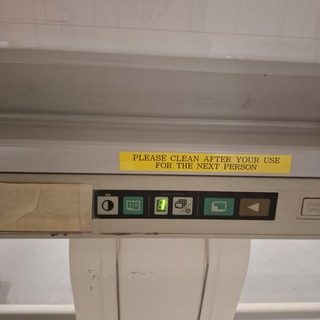 PLEASE CLEAN AFTER YOUR USE
FOR THE NEXT PERSON